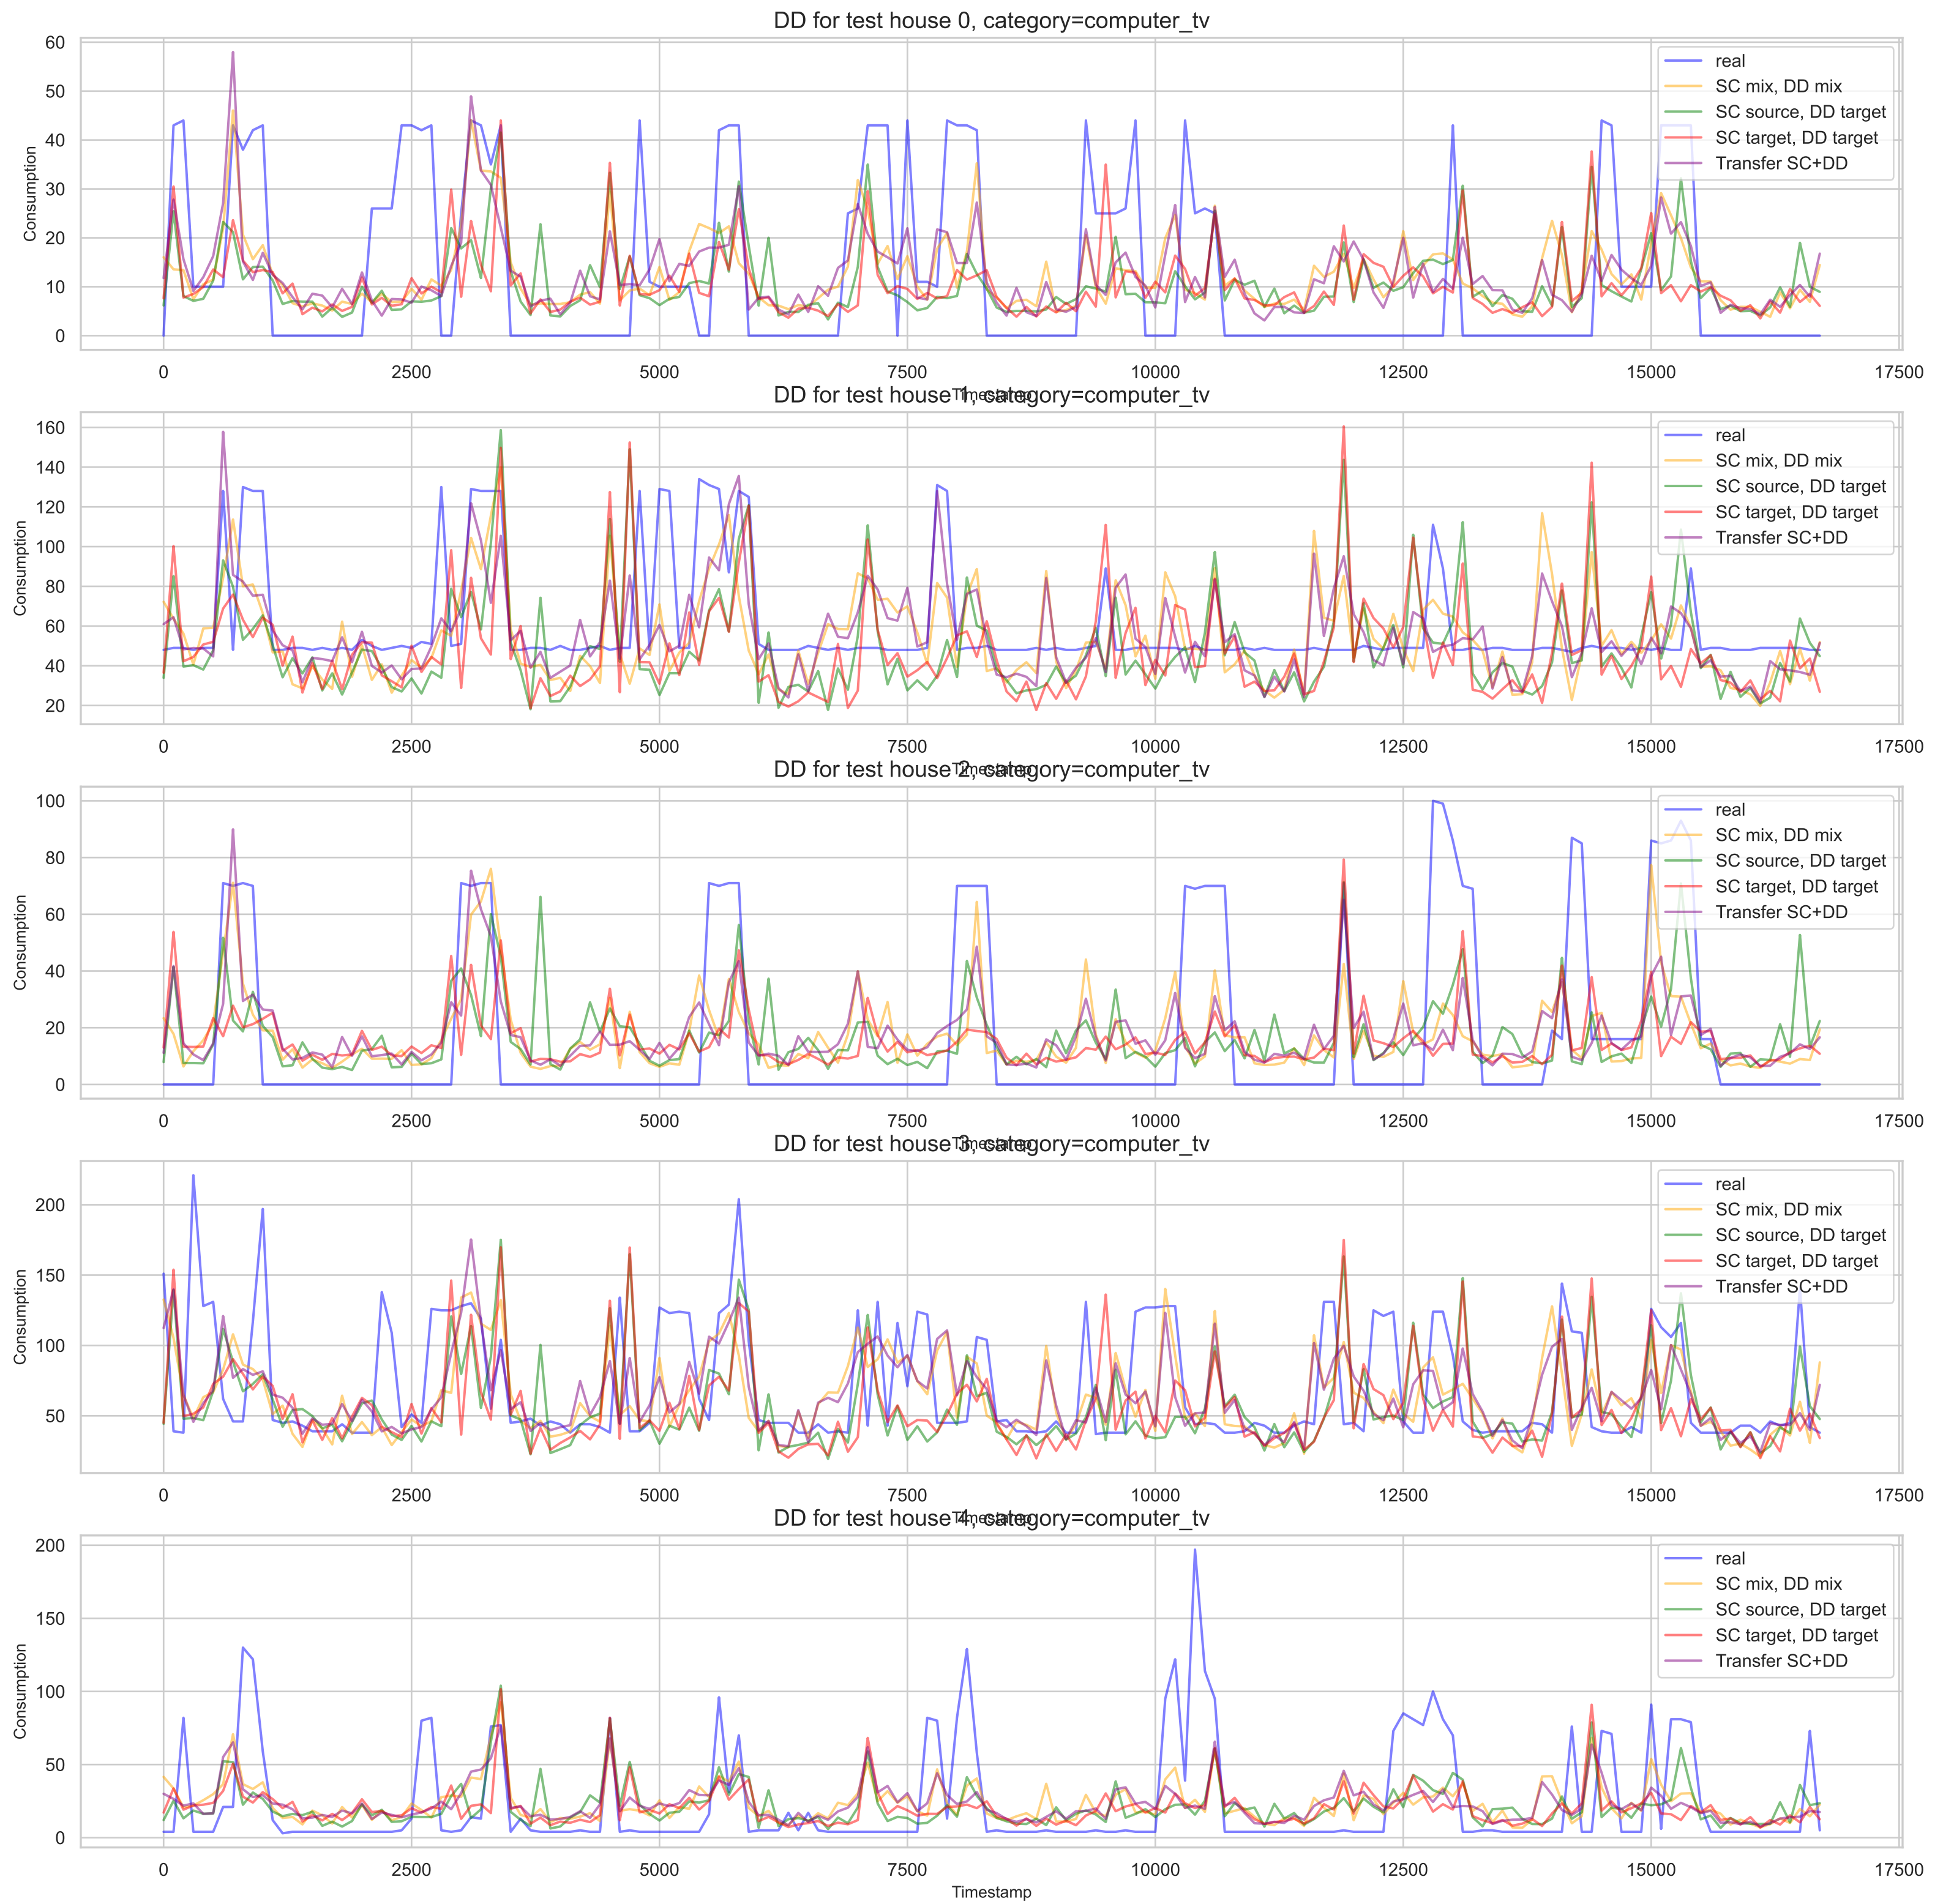 DD for test house 0, category=computer_tv
60
50
40
30
20
10
0
Consumption
real
SC mix, DD mix
SC source, DD target
SC target, DD target
Transfer SC+DD
0 2500 5000 7500 10000 12500 15000 17500
Timestamp
DD for test house 1, category=computer_tv
160
140
120
100
80
60
40
20
Consumption
real
SC mix, DD mix
SC source, DD target
SC target, DD target
Transfer SC+DD
0 2500 5000 7500 10000 12500 15000 17500
Timestamp
DD for test house 2, category=computer_tv
100
80
60
40
20
0
Consumption
real
SC mix, DD mix
SC source, DD target
SC target, DD target
Transfer SC+DD
0 2500 5000 7500 10000 12500 15000 17500
Timestamp
DD for test house 3, category=computer_tv
200
150
100
50
Consumption
real
SC mix, DD mix
SC source, DD target
SC target, DD target
Transfer SC+DD
0 2500 5000 7500 10000 12500 15000 17500
Timestamp
DD for test house 4, category=computer_tv
200
150
100
50
0
Consumption
real
SC mix, DD mix
SC source, DD target
SC target, DD target
Transfer SC+DD
0 2500 5000 7500 10000 12500 15000 17500
Timestamp